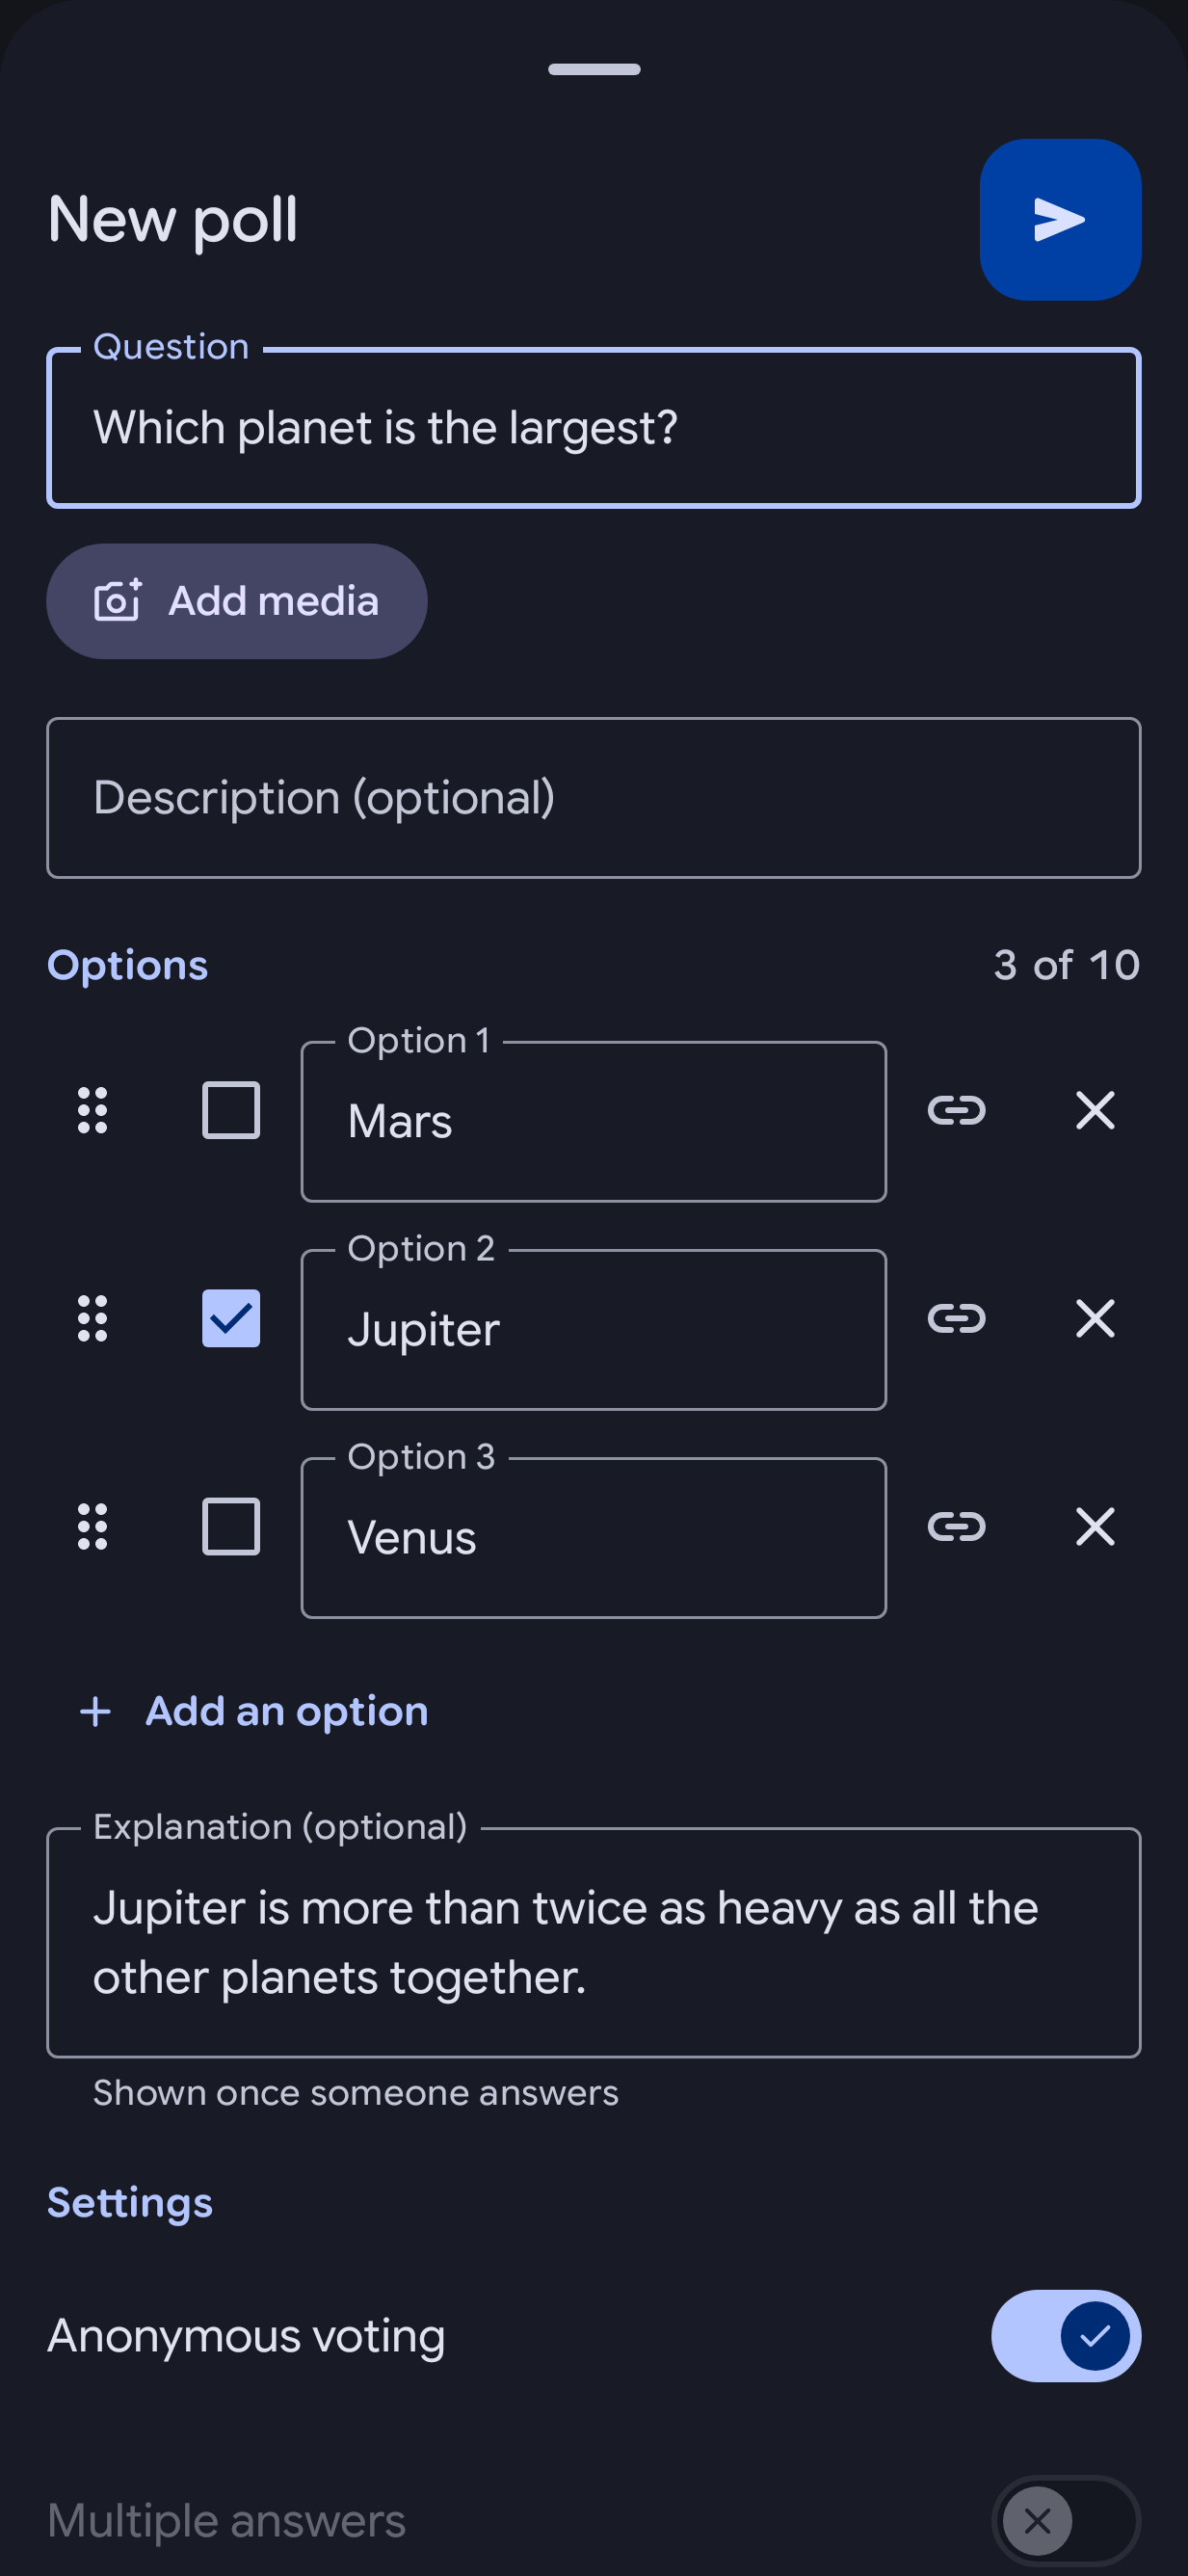 New poll
Question
Which planet is the largest?
Add media
Description (optional)
Options
3 of 10
Option 1
Mars
Option 2
Jupiter
Option 3
Venus
Add an option
Explanation (optional)
Jupiter is more than twice as heavy as all the
other planets together.
Shown once someone answers
Settings
Anonymous voting
Multiple answers